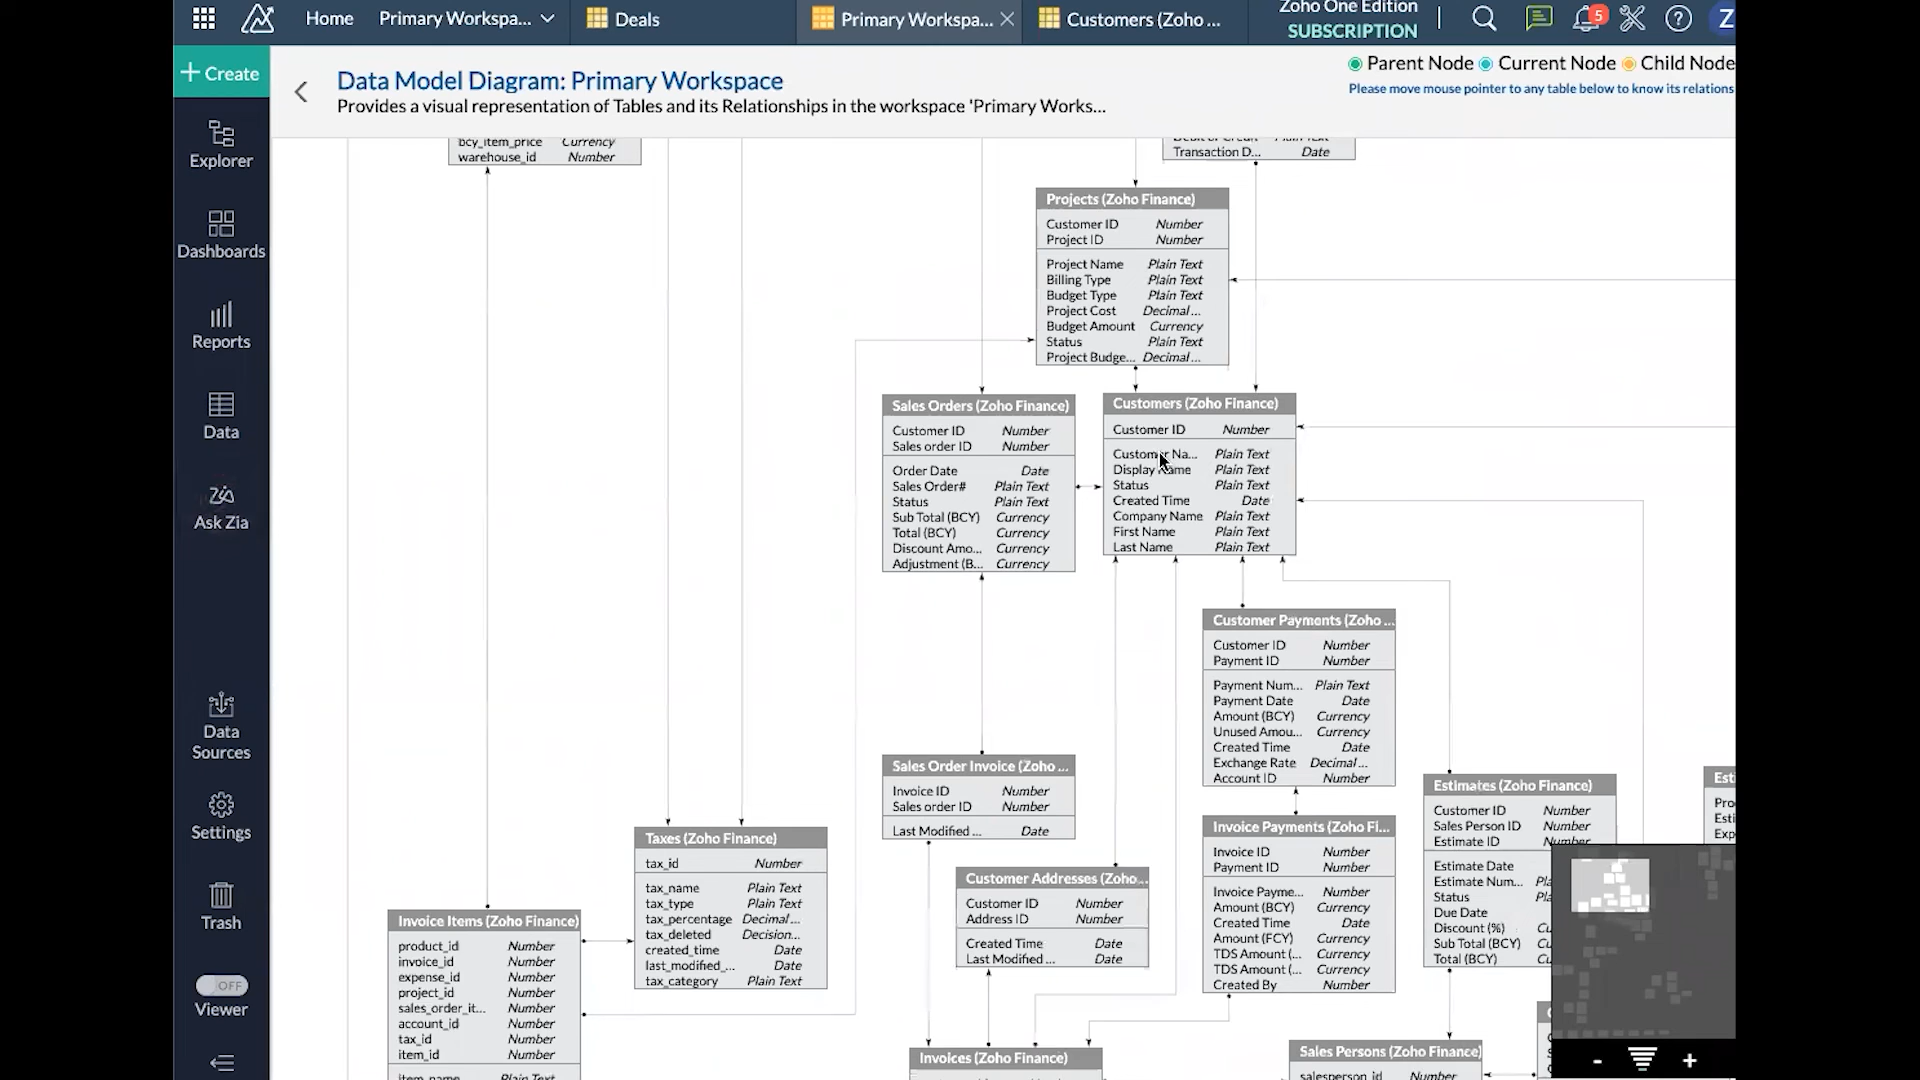 Home
Primary Workspa...
Deals
Primary Workspa...
Customers (Zoho ...
Zoho One Edition
SUBSCRIPTION
5
?
Z
+ Create
Data Model Diagram: Primary Workspace
Provides a visual representation of Tables and its Relationships in the workspace 'Primary Works...
Parent Node Current Node Child Node
Please move mouse pointer to any table below to know its relations
Explorer
Dashboards
Reports
Data
Ask Zia
Data
Sources
Settings
Trash
OFF
Viewer
bcy_item_price Currency
warehouse_id Number
Transaction D... Date
Projects (Zoho Finance)
Customer ID Number
Project ID Number
Project Name Plain Text
Billing Type Plain Text
Budget Type Plain Text
Project Cost Decimal ...
Budget Amount Currency
Status Plain Text
Project Budge... Decimal ...
Sales Orders (Zoho Finance)
Customer ID Number
Sales order ID Number
Order Date Date
Sales Order# Plain Text
Status Plain Text
Sub Total (BCY) Currency
Total (BCY) Currency
Discount Amo... Currency
Adjustment (B... Currency
Customers (Zoho Finance)
Customer ID Number
Customer Na... Plain Text
Display Name Plain Text
Status Plain Text
Created Time Date
Company Name Plain Text
First Name Plain Text
Last Name Plain Text
Customer Payments (Zoho ...
Customer ID Number
Payment ID Number
Payment Num... Plain Text
Payment Date Date
Amount (BCY) Currency
Unused Amou... Currency
Created Time Date
Exchange Rate Decimal ...
Account ID Number
Sales Order Invoice (Zoho ...
Invoice ID Number
Sales order ID Number
Last Modified ... Date
Estimates (Zoho Finance)
Customer ID Number
Sales Person ID Number
Estimate ID Number
Estimate Date
Estimate Num... Pla
Status Pla
Due Date
Discount (%) Cu
Sub Total (BCY) Cu
Total (BCY) Cu
Esti
Pro
Esti
Exp
Taxes (Zoho Finance)
tax_id Number
tax_name Plain Text
tax_type Plain Text
tax_percentage Decimal ...
tax_deleted Decision...
created_time Date
last_modified_... Date
tax_category Plain Text
Customer Addresses (Zoho...
Customer ID Number
Address ID Number
Created Time Date
Last Modified ... Date
Invoice Payments (Zoho Fi...
Invoice ID Number
Payment ID Number
Invoice Payme... Number
Amount (BCY) Currency
Created Time Date
Amount (FCY) Currency
TDS Amount (... Currency
TDS Amount (... Currency
Created By Number
Invoice Items (Zoho Finance)
product_id Number
invoice_id Number
expense_id Number
project_id Number
sales_order_it... Number
account_id Number
tax_id Number
item_id Number
item_name Plain Text
Invoices (Zoho Finance)
Sales Persons (Zoho Finance)
salesperson_id Number
- +